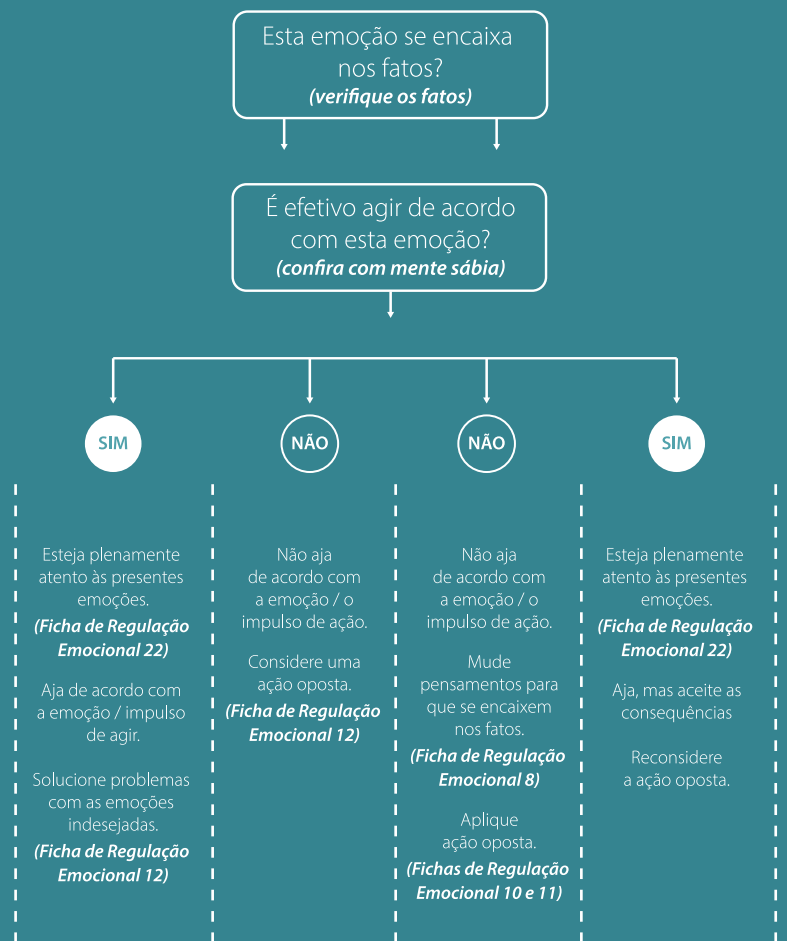 Esta emoção se encaixa
nos fatos?
(verifique os fatos)
É efetivo agir de acordo
com esta emoção?
(confira com mente sábia)
SIM
NÃO
NÃO
SIM
Esteja plenamente
atento às presentes
emoções.
(Ficha de Regulação
Emocional 22)
Aja de acordo com
a emoção / impulso
de agir.
Solucione problemas
com as emoções
indesejadas.
(Ficha de Regulação
Emocional 12)
Não aja
de acordo com
a emoção / o
impulso de ação.
Considere uma
ação oposta.
(Ficha de Regulação
Emocional 12)
Não aja
de acordo com
a emoção / o
impulso de ação.
Mude
pensamentos para
que se encaixem
nos fatos.
(Ficha de Regulação
Emocional 8)
Aplique
ação oposta.
(Fichas de Regulação
Emocional 10 e 11)
Esteja plenamente
atento às presentes
emoções.
(Ficha de Regulação
Emocional 22)
Aja, mas aceite as
consequências
Reconsidere
a ação oposta.